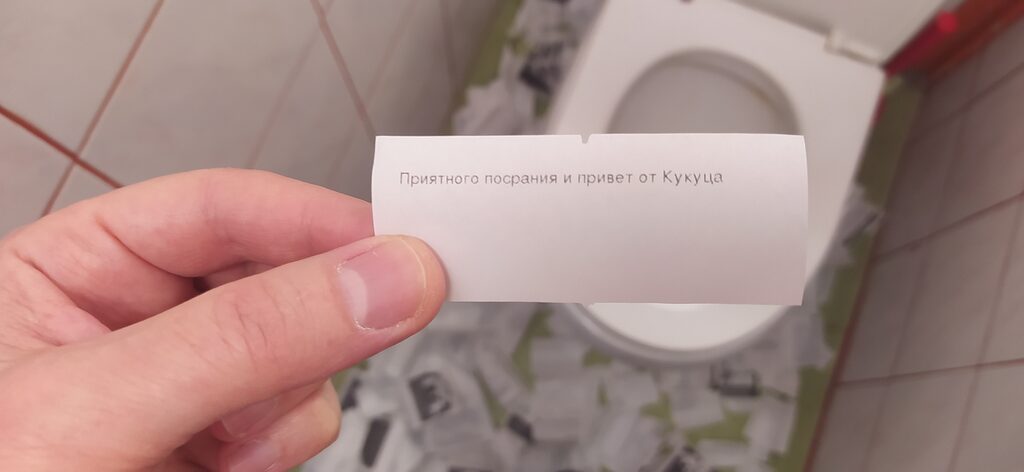 Приятного посрания и привет от Кукуца